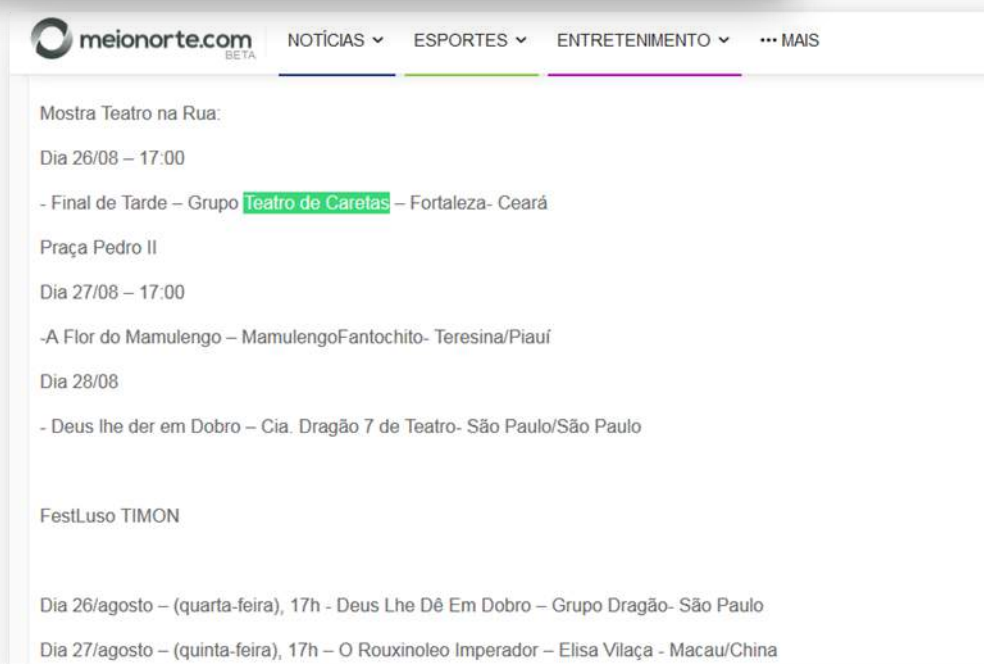 meionorte.com
BETA
NOTÍCIAS
ESPORTES
ENTRETENIMENTO
••• MAIS
Mostra Teatro na Rua:
Dia 26/08 – 17:00
- Final de Tarde – Grupo Teatro de Caretas – Fortaleza- Ceará
Praça Pedro II
Dia 27/08 – 17:00
-A Flor do Mamulengo – MamulengoFantochito- Teresina/Piauí
Dia 28/08
- Deus lhe der em Dobro – Cia. Dragão 7 de Teatro- São Paulo/São Paulo
FestLuso TIMON
Dia 26/agosto – (quarta-feira), 17h - Deus Lhe Dê Em Dobro – Grupo Dragão- São Paulo
Dia 27/agosto – (quinta-feira), 17h – O Rouxinoleo Imperador – Elisa Vilaça - Macau/China